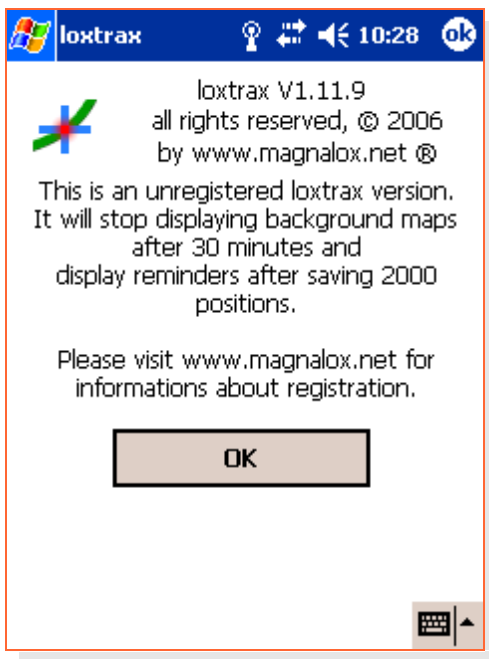 loxtrax 10:28 ok
loxtrax V1.11.9
all rights reserved, © 2006
by www.magnalox.net ®
This is an unregistered loxtrax version.
It will stop displaying background maps
after 30 minutes and
display reminders after saving 2000
positions.
Please visit www.magnalox.net for
informations about registration.
OK